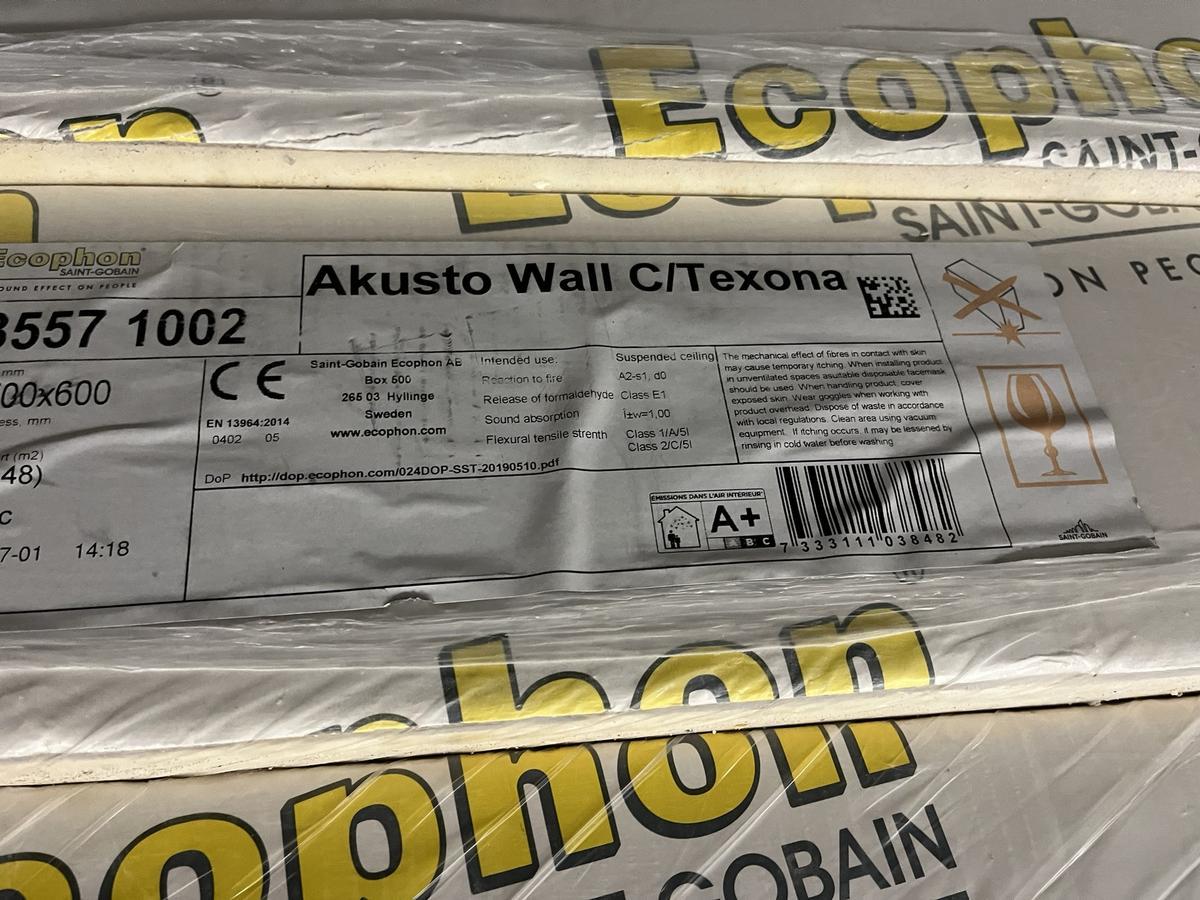 Ecopho
SAINT-
SAINT-GOBAIN
ON PEO
Ecophon
SAINT-GOBAIN
OUND EFFECT ON PEOPLE
Akusto Wall C/Texona
3557 1002
mm
00x600
ess, mm
rt (m2)
48)
C
7-01 14:18
CE
EN 13964:2014
0402 05
Saint-Gobain Ecophon AB
Box 500
265 03 Hyllinge
Sweden
www.ecophon.com
Intended use: Suspended ceiling
Reaction to fire A2-s1, d0
Release of formaldehyde Class E1
Sound absorption
Flexural tensile strenth Class 1/A/5I
Class 2/C/5I
DoP http://dop.ecophon.com/024DOP-SST-20190510.pdf
The mechanical effect of fibres in contact with skin
may cause temporary itching. When installing product
in unventilated spaces asuitable disposable facemask
should be used. When handling product, cover
exposed skin. Wear goggles when working with
product overhead. Dispose of waste in accordance
with local regulations. Clean area using vacuum
equipment. If itching occurs, it may be lessened by
rinsing in cold water before washing
ÉMISSIONS DANS L'AIR INTÉRIEUR*
A+
A+ A B C
7 333111 038482
SAINT-GOBAIN
phon
ophon
GOBAIN